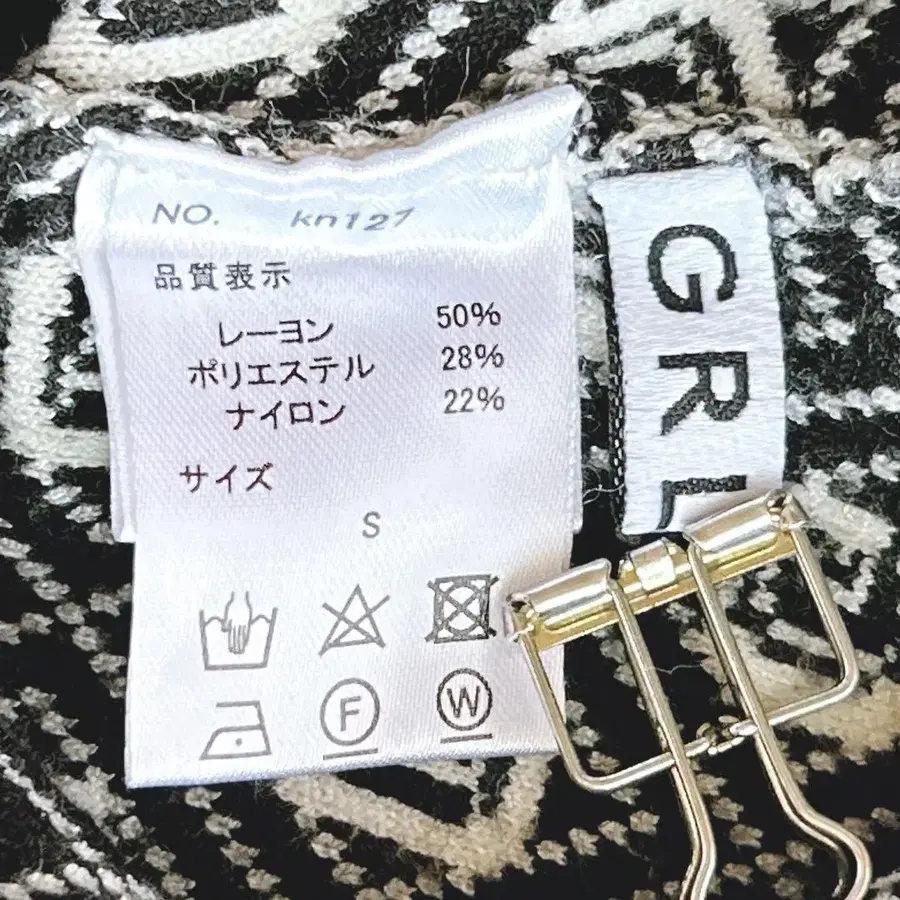 NO. kn127
品質表示
レーヨン 50%
ポリエステル 28%
ナイロン 22%
サイズ
S
F
W
GR